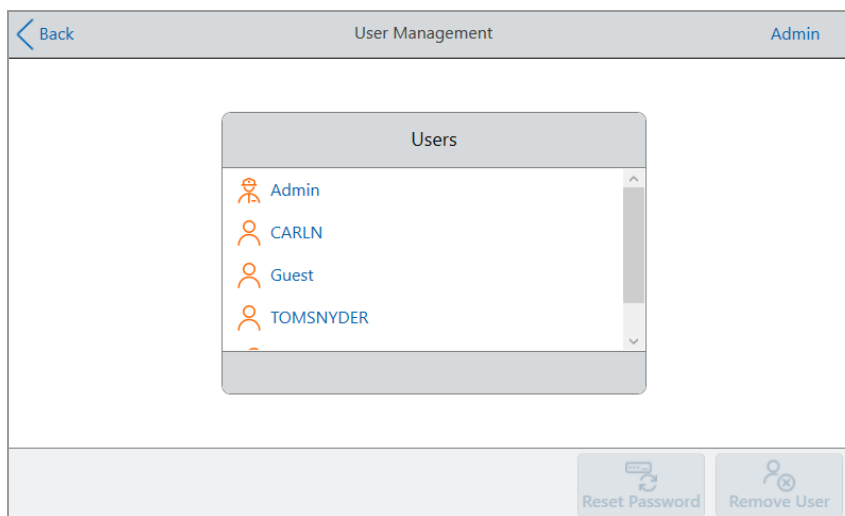 Back User Management Admin
Users
Admin
CARLN
Guest
TOMSNYDER
Reset Password Remove User